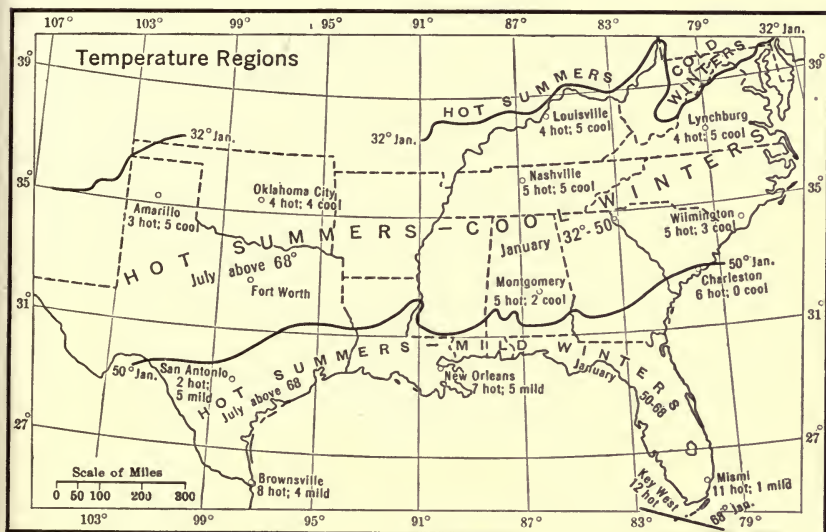 107° 103° 99° 95° 91° 87° 83° 79° 32° Jan.
Temperature Regions
39°
39°
COLD
WINTERS
HOT SUMMERS
Louisville
4 hot; 5 cool
Lynchburg
4 hot; 5 cool
32° Jan.
32° Jan.
Nashville
5 hot; 5 cool
35°
35°
Oklahoma City
4 hot; 4 cool
Amarillo
3 hot; 5 cool
Wilmington
5 hot; 3 cool
HOT SUMMERS–COOL WINTERS
July above 68°
January 32°-50°
Fort Worth
50° Jan.
Charleston
6 hot; 0 cool
Montgomery
5 hot; 2 cool
31°
31°
50° Jan.
San Antonio
2 hot;
5 mild
HOT SUMMERS–MILD WINTERS
July above 68
January 50-68
New Orleans
7 hot; 5 mild
27°
27°
Scale of Miles
0 50 100 200 300
Brownsville
8 hot; 4 mild
Key West
12 hot
Miami
11 hot; 1 mild
68° Jan.
103° 99° 95° 91° 87° 83° 79°